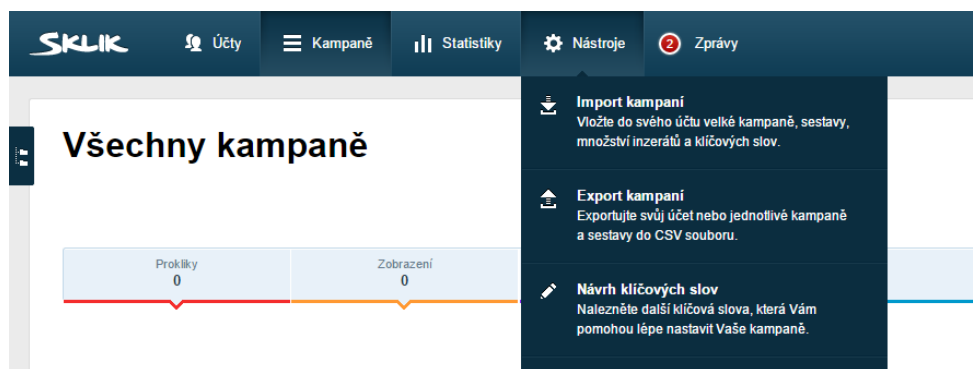 SKLIK Účty Kampaně Statistiky Nástroje 2 Zprávy
Import kampaní
Vložte do svého účtu velké kampaně, sestavy,
množství inzerátů a klíčových slov.
Všechny kampaně
Export kampaní
Exportujte svůj účet nebo jednotlivé kampaně
a sestavy do CSV souboru.
Prokliky Zobrazení
0 0
Návrh klíčových slov
Nalezněte další klíčová slova, která Vám
pomohou lépe nastavit Vaše kampaně.